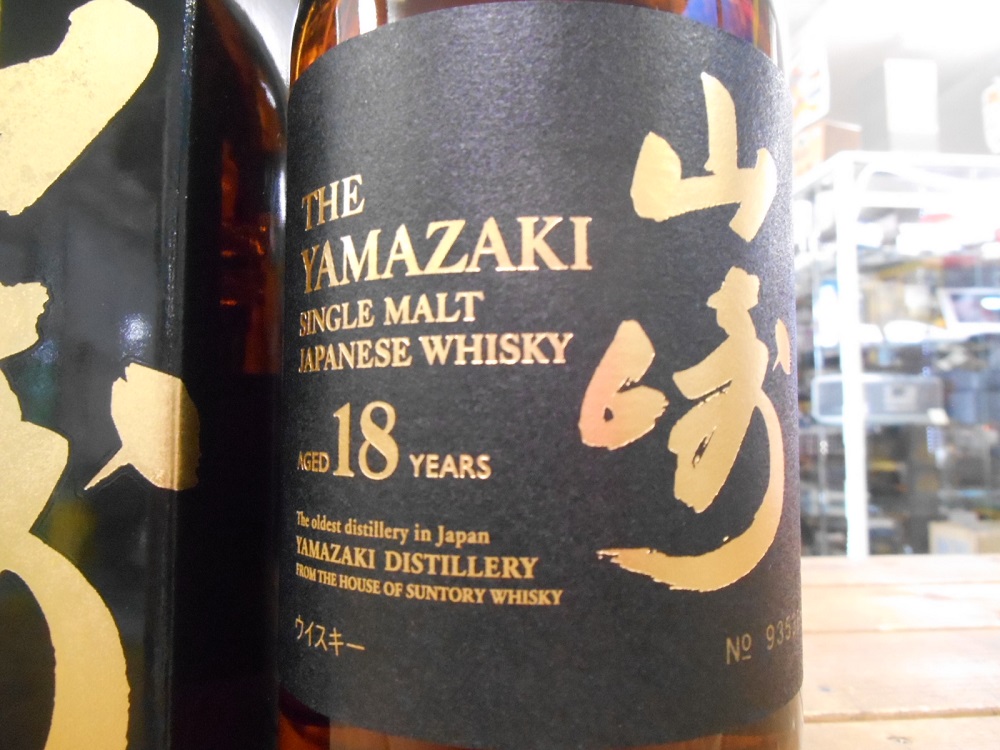 THE
YAMAZAKI
SINGLE MALT
JAPANESE WHISKY
AGED 18 YEARS
The oldest distillery in Japan
YAMAZAKI DISTILLERY
FROM THE HOUSE OF SUNTORY WHISKY
ウイスキー
山崎
Nº